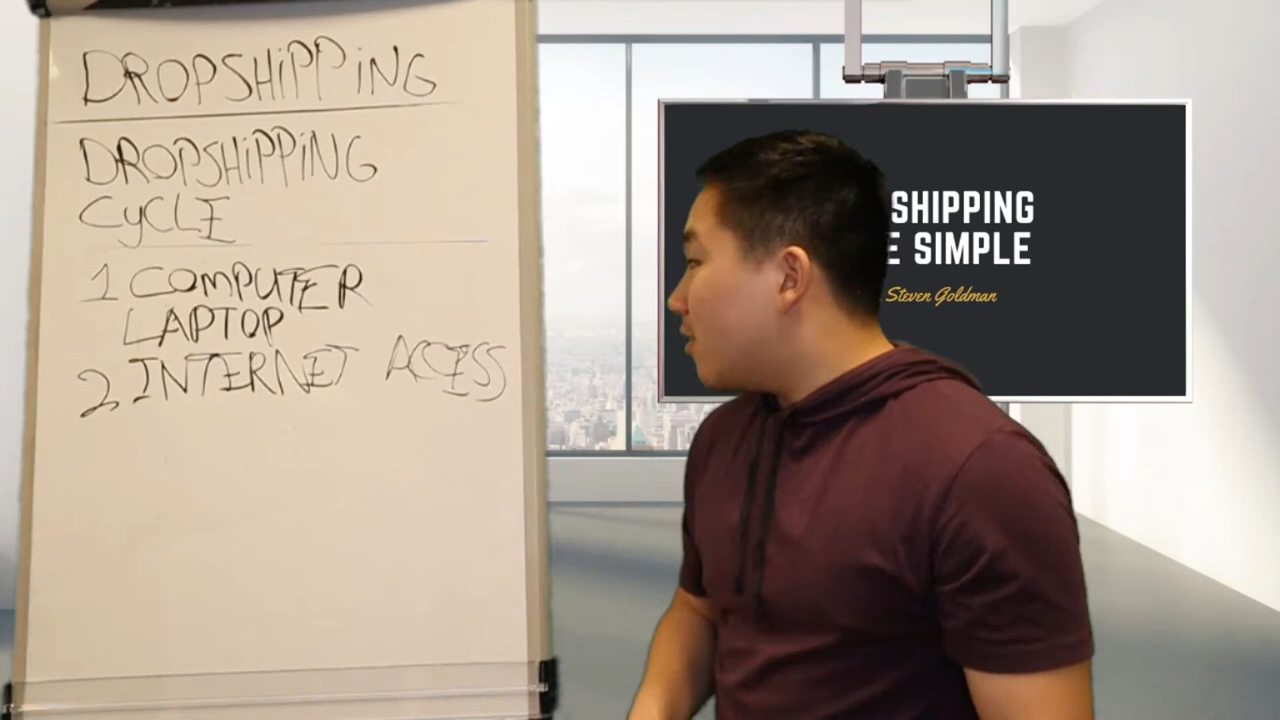 DROPSHIPPING
DROPSHIPPING
CYCLE
1 COMPUTER
LAPTOP
2 INTERNET ACCESS
SHIPPING
E SIMPLE
Steven Goldman